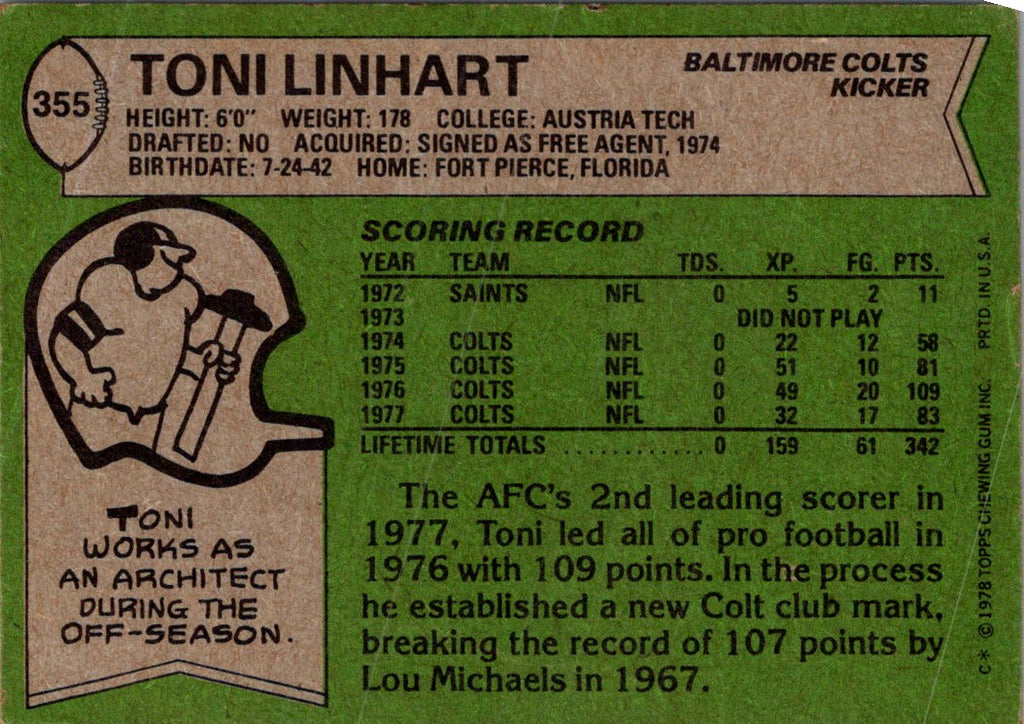 355
TONI LINHART
BALTIMORE COLTS
KICKER
HEIGHT: 6'0" WEIGHT: 178 COLLEGE: AUSTRIA TECH
DRAFTED: NO ACQUIRED: SIGNED AS FREE AGENT, 1974
BIRTHDATE: 7-24-42 HOME: FORT PIERCE, FLORIDA
SCORING RECORD
YEAR TEAM TDS. XP. FG. PTS.
1972 SAINTS NFL 0 5 2 11
1973 DID NOT PLAY
1974 COLTS NFL 0 22 12 58
1975 COLTS NFL 0 51 10 81
1976 COLTS NFL 0 49 20 109
1977 COLTS NFL 0 32 17 83
LIFETIME TOTALS ............ 0 159 61 342
The AFC's 2nd leading scorer in
1977, Toni led all of pro football in
1976 with 109 points. In the process
he established a new Colt club mark,
breaking the record of 107 points by
Lou Michaels in 1967.
TONI
WORKS AS
AN ARCHITECT
DURING THE
OFF-SEASON.
C* © 1978 TOPPS CHEWING GUM INC. PRTD. IN U.S.A.